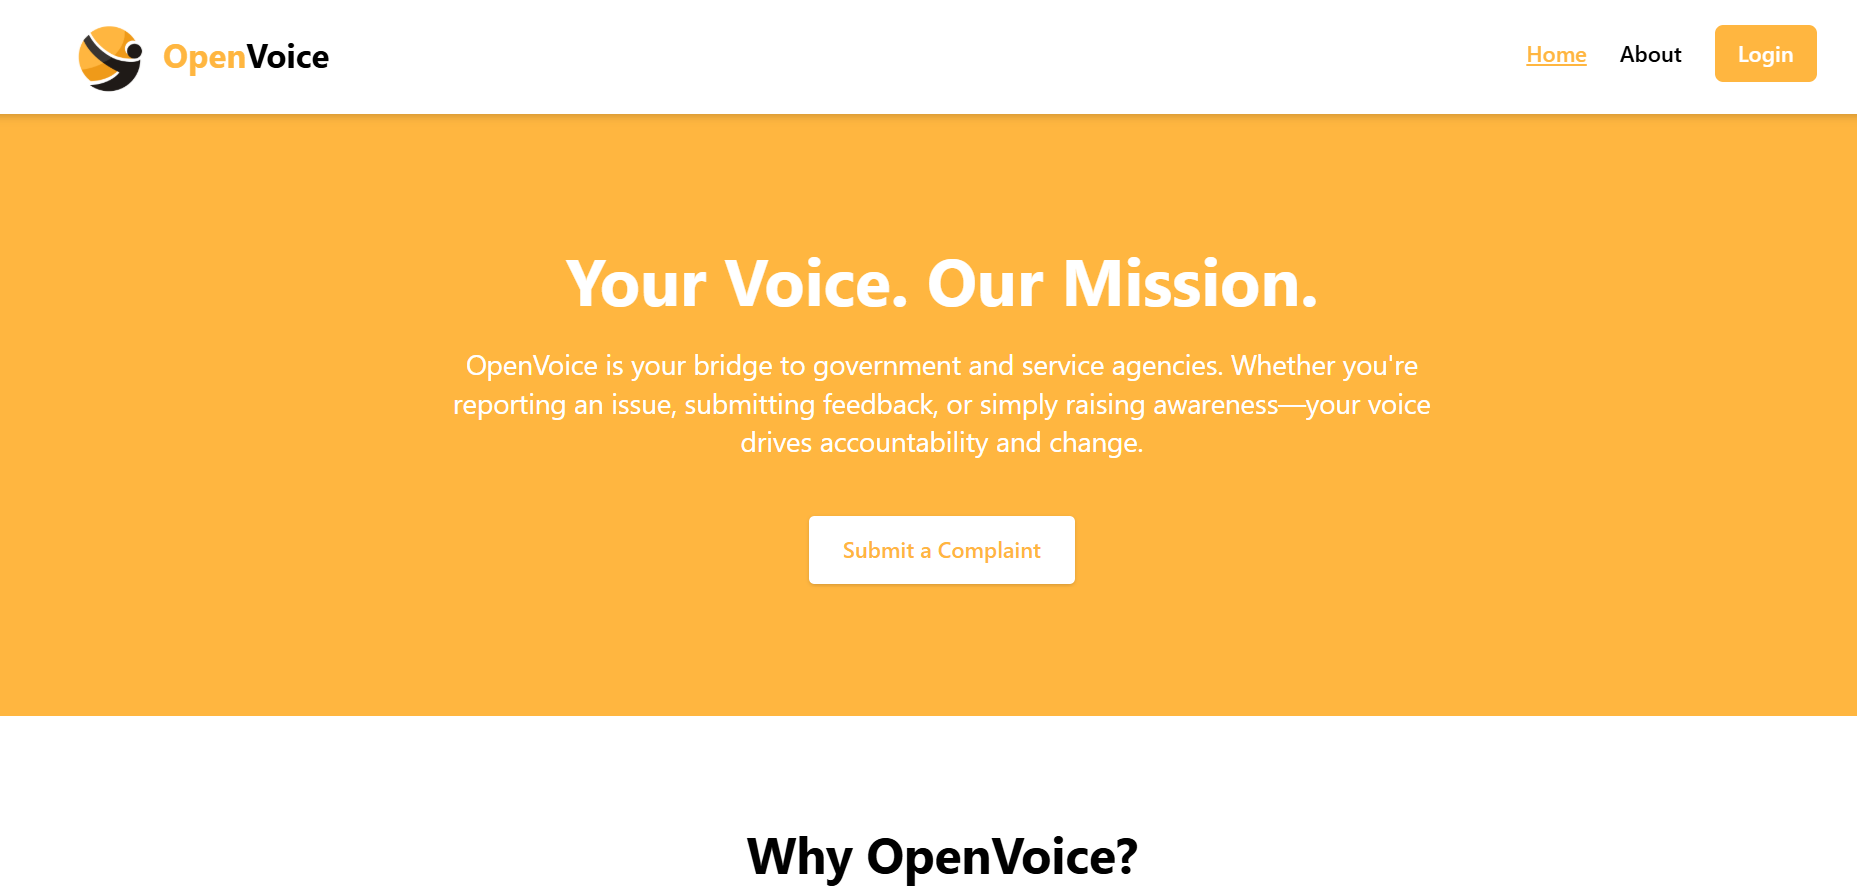 OpenVoice
Home
About
Login
Your Voice. Our Mission.
OpenVoice is your bridge to government and service agencies. Whether you're
reporting an issue, submitting feedback, or simply raising awareness—your voice
drives accountability and change.
Submit a Complaint
Why OpenVoice?